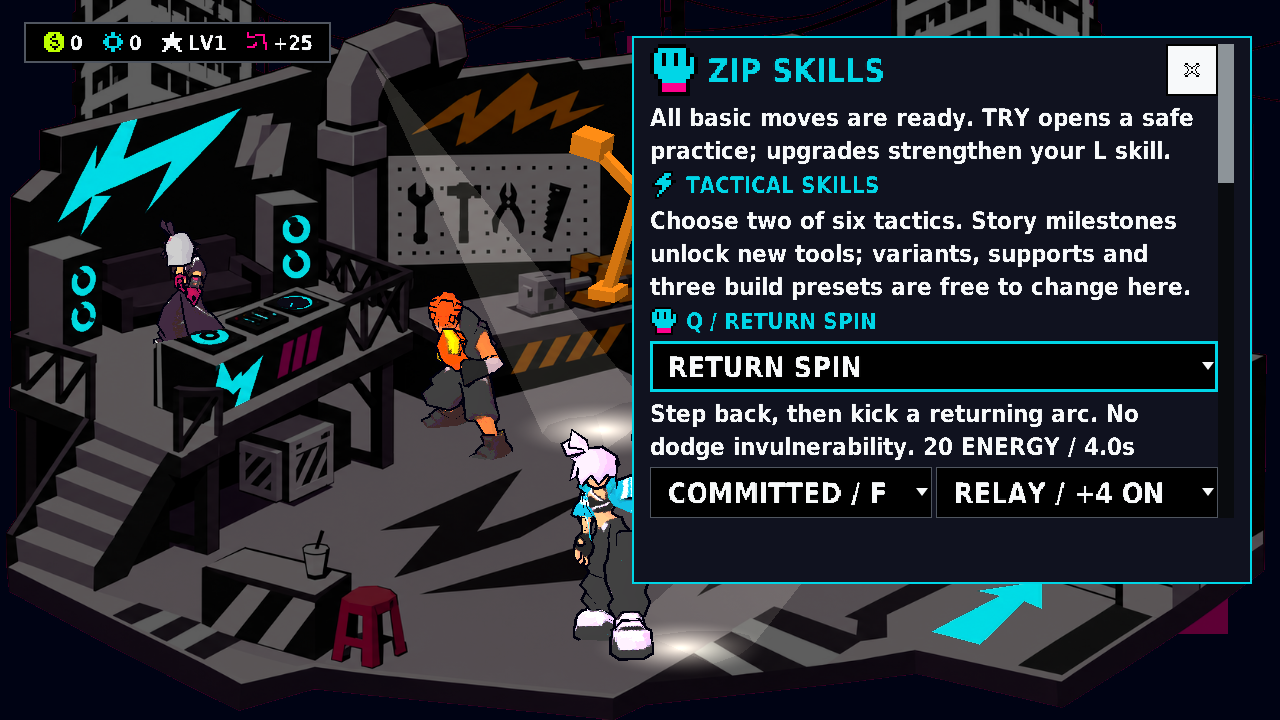 0 0 LV1 +25
ZIP SKILLS
All basic moves are ready. TRY opens a safe
practice; upgrades strengthen your L skill.
TACTICAL SKILLS
Choose two of six tactics. Story milestones
unlock new tools; variants, supports and
three build presets are free to change here.
Q / RETURN SPIN
RETURN SPIN
Step back, then kick a returning arc. No
dodge invulnerability. 20 ENERGY / 4.0s
COMMITTED / F RELAY / +4 ON